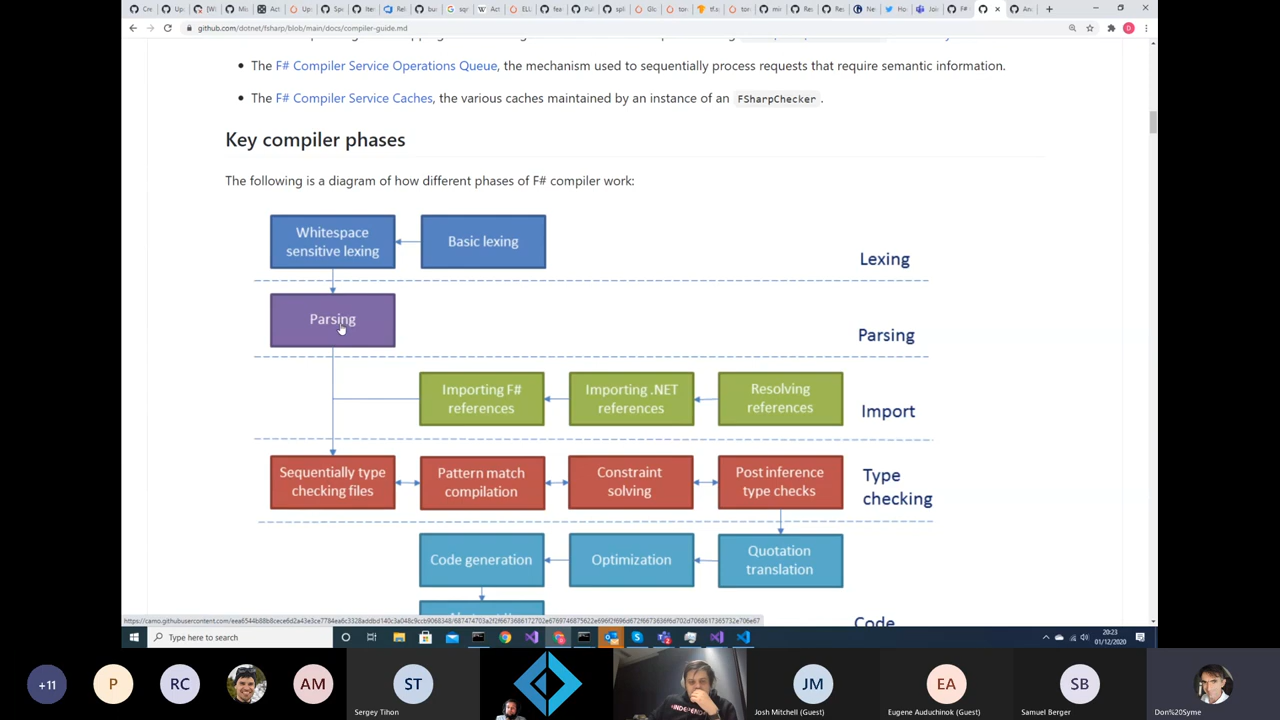 github.com/dotnet/fsharp/blob/main/docs/compiler-guide.md
The F# Compiler Service Operations Queue, the mechanism used to sequentially process requests that require semantic information.
The F# Compiler Service Caches, the various caches maintained by an instance of an FSharpChecker.
Key compiler phases
The following is a diagram of how different phases of F# compiler work:
Whitespace
sensitive lexing
Basic lexing
Lexing
Parsing
Parsing
Importing F#
references
Importing .NET
references
Resolving
references
Import
Sequentially type
checking files
Pattern match
compilation
Constraint
solving
Post inference
type checks
Type
checking
Code generation
Optimization
Quotation
translation
Code
Type here to search
20:23
01/12/2020
+11
P
RC
AM
ST
JM
EA
SB
Sergey Tihon
Josh Mitchell (Guest)
Eugene Auduchinok (Guest)
Samuel Berger
Don%20Syme